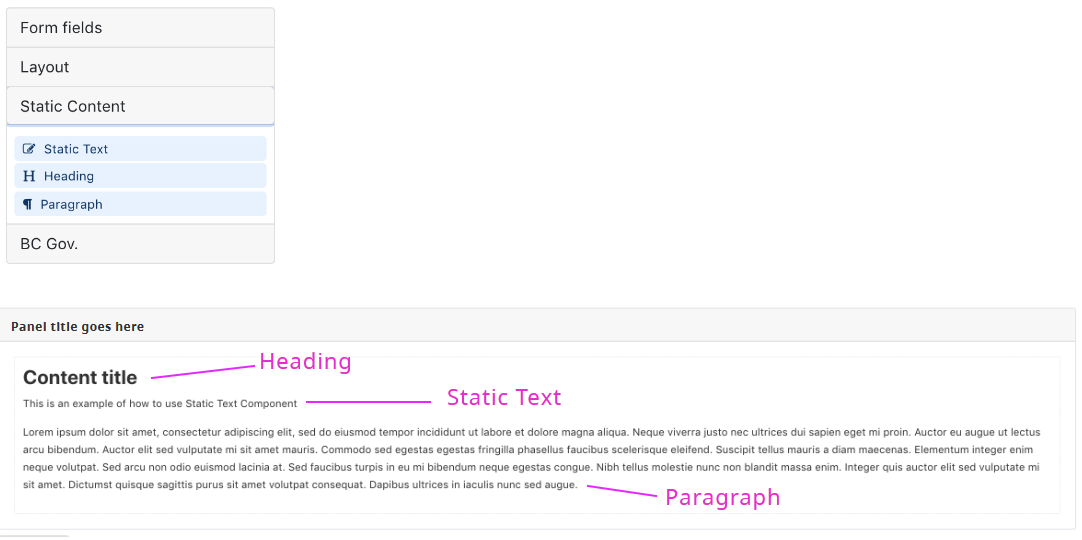 Form fields
Layout
Static Content
Static Text
H Heading
¶ Paragraph
BC Gov.
Panel title goes here
Heading
Content title
Static Text
This is an example of how to use Static Text Component
Lorem ipsum dolor sit amet, consectetur adipiscing elit, sed do eiusmod tempor incididunt ut labore et dolore magna aliqua. Neque viverra justo nec ultrices dui sapien eget mi proin. Auctor eu augue ut lectus
arcu bibendum. Auctor elit sed vulputate mi sit amet mauris. Commodo sed egestas egestas fringilla phasellus faucibus scelerisque eleifend. Suscipit tellus mauris a diam maecenas. Elementum integer enim
neque volutpat. Sed arcu non odio euismod lacinia at. Sed faucibus turpis in eu mi bibendum neque egestas congue. Nibh tellus molestie nunc non blandit massa enim. Integer quis auctor elit sed vulputate mi
sit amet. Dictumst quisque sagittis purus sit amet volutpat consequat. Dapibus ultrices in iaculis nunc sed augue.
Paragraph